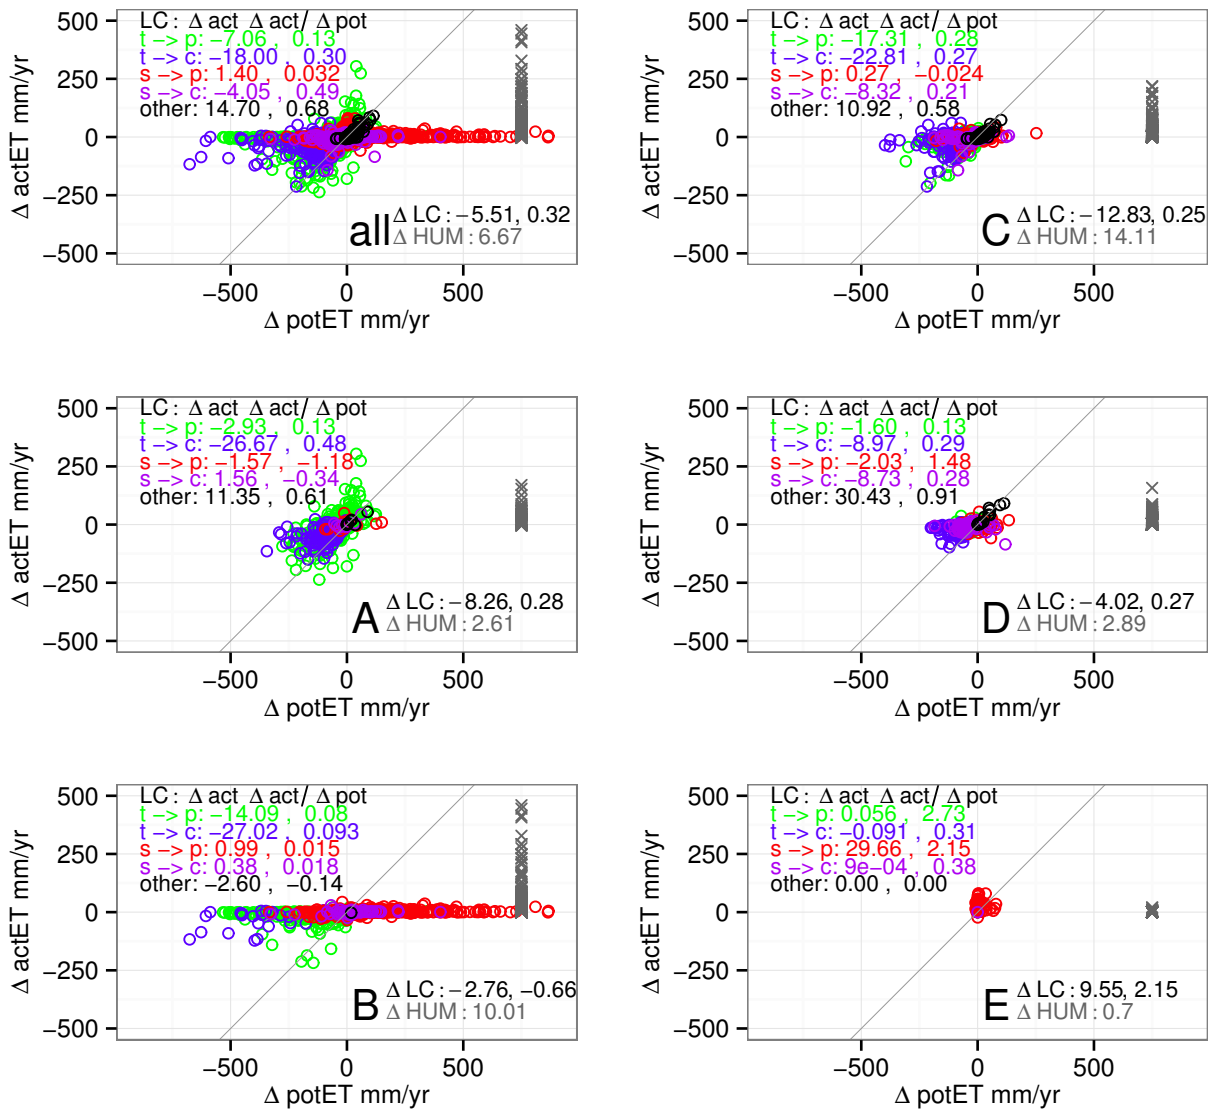 LC: Δ act Δ act/ Δ pot
t −> p: −7.06 , 0.13
t −> c: −18.00 , 0.30
s −> p: 1.40 , 0.032
s −> c: −4.05 , 0.49
other: 14.70 , 0.68
500
250
0
−250
−500
Δ actET mm/yr
all
Δ LC : −5.51, 0.32
Δ HUM : 6.67
−500 0 500
Δ potET mm/yr
LC: Δ act Δ act/ Δ pot
t −> p: −17.31 , 0.28
t −> c: −22.81 , 0.27
s −> p: 0.27 , −0.024
s −> c: −8.32 , 0.21
other: 10.92 , 0.58
500
250
0
−250
−500
Δ actET mm/yr
C
Δ LC : −12.83, 0.25
Δ HUM : 14.11
−500 0 500
Δ potET mm/yr
LC: Δ act Δ act/ Δ pot
t −> p: −2.93 , 0.13
t −> c: −26.67 , 0.48
s −> p: −1.57 , −1.18
s −> c: 1.56 , −0.34
other: 11.35 , 0.61
500
250
0
−250
−500
Δ actET mm/yr
A
Δ LC : −8.26, 0.28
Δ HUM : 2.61
−500 0 500
Δ potET mm/yr
LC: Δ act Δ act/ Δ pot
t −> p: −1.60 , 0.13
t −> c: −8.97 , 0.29
s −> p: −2.03 , 1.48
s −> c: −8.73 , 0.28
other: 30.43 , 0.91
500
250
0
−250
−500
Δ actET mm/yr
D
Δ LC : −4.02, 0.27
Δ HUM : 2.89
−500 0 500
Δ potET mm/yr
LC: Δ act Δ act/ Δ pot
t −> p: −14.09 , 0.08
t −> c: −27.02 , 0.093
s −> p: 0.99 , 0.015
s −> c: 0.38 , 0.018
other: −2.60 , −0.14
500
250
0
−250
−500
Δ actET mm/yr
B
Δ LC : −2.76, −0.66
Δ HUM : 10.01
−500 0 500
Δ potET mm/yr
LC: Δ act Δ act/ Δ pot
t −> p: 0.056 , 2.73
t −> c: −0.091 , 0.31
s −> p: 29.66 , 2.15
s −> c: 9e−04 , 0.38
other: 0.00 , 0.00
500
250
0
−250
−500
Δ actET mm/yr
E
Δ LC : 9.55, 2.15
Δ HUM : 0.7
−500 0 500
Δ potET mm/yr